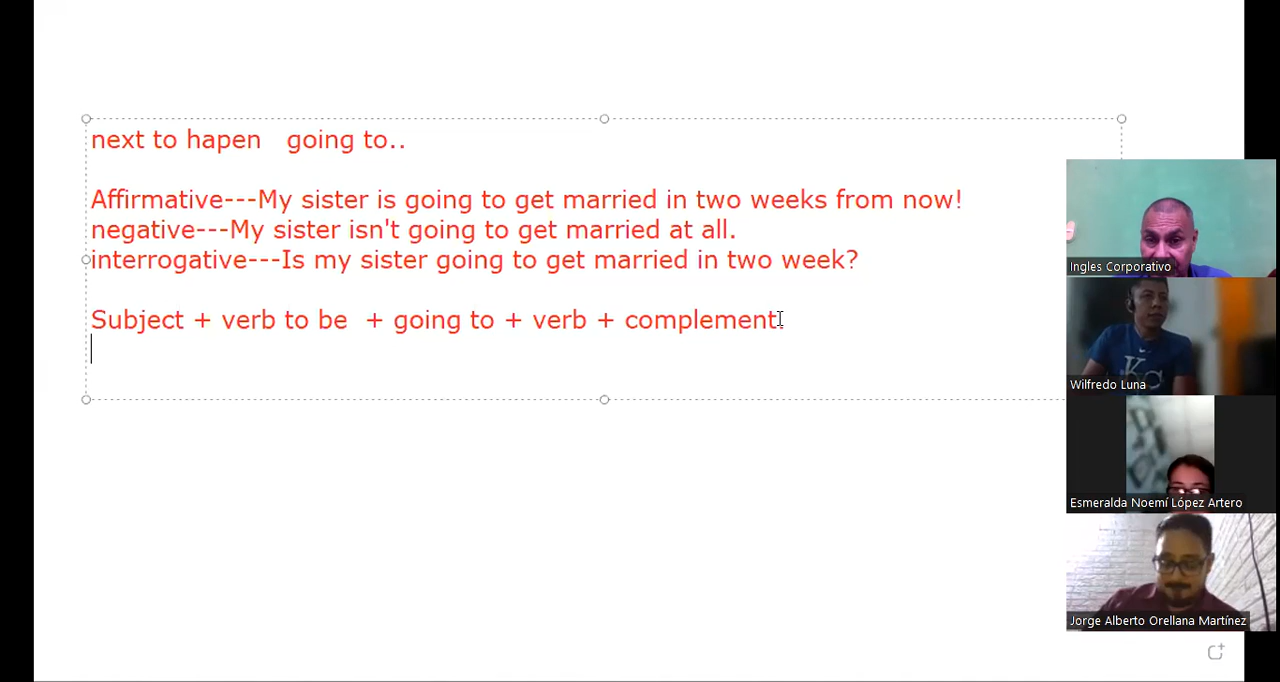 next to hapen   going to..
Affirmative---My sister is going to get married in two weeks from now!
negative---My sister isn't going to get married at all.
interrogative---Is my sister going to get married in two week?
Subject + verb to be  + going to + verb + complement.
Ingles Corporativo
Wilfredo Luna
Esmeralda Noemí López Artero
Jorge Alberto Orellana Martínez